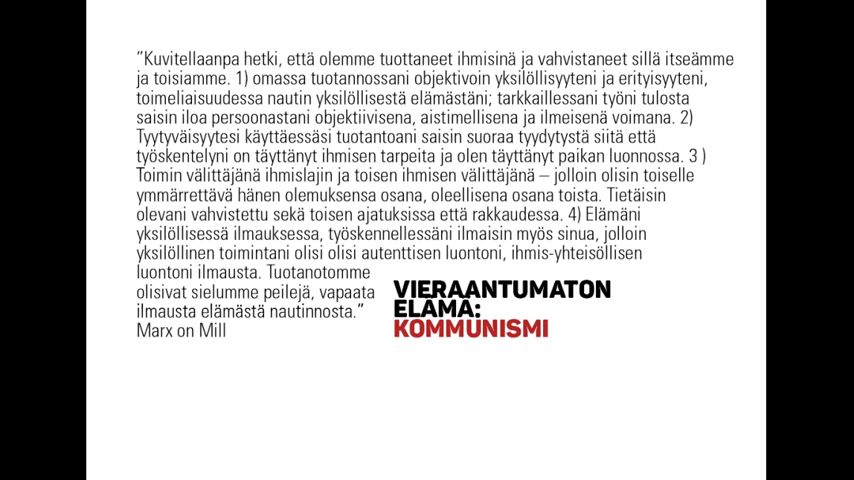 ”Kuvitellaanpa hetki, että olemme tuottaneet ihmisinä ja vahvistaneet sillä itseämme
ja toisiamme. 1) omassa tuotannossani objektivoin yksilöllisyyteni ja erityisyyteni,
toimeliaisuudessa nautin yksilöllisestä elämästäni; tarkkaillessani työni tulosta
saisin iloa persoonastani objektiivisena, aistimellisena ja ilmeisenä voimana. 2)
Tyytyväisyytesi käyttäessäsi tuotantoani saisin suoraa tyydytystä siitä että
työskentelyni on täyttänyt ihmisen tarpeita ja olen täyttänyt paikan luonnossa. 3 )
Toimin välittäjänä ihmislajin ja toisen ihmisen välittäjänä – jolloin olisin toiselle
ymmärrettävä hänen olemuksensa osana, oleellisena osana toista. Tietäisin
olevani vahvistettu sekä toisen ajatuksissa että rakkaudessa. 4) Elämäni
yksilöllisessä ilmauksessa, työskennellessäni ilmaisin myös sinua, jolloin
yksilöllinen toimintani olisi olisi autenttisen luontoni, ihmis-yhteisöllisen
luontoni ilmausta. Tuotanotomme
olisivat sielumme peilejä, vapaata
ilmausta elämästä nautinnosta.”
Marx on Mill
VIERAANTUMATON
ELÄMÄ:
KOMMUNISMI